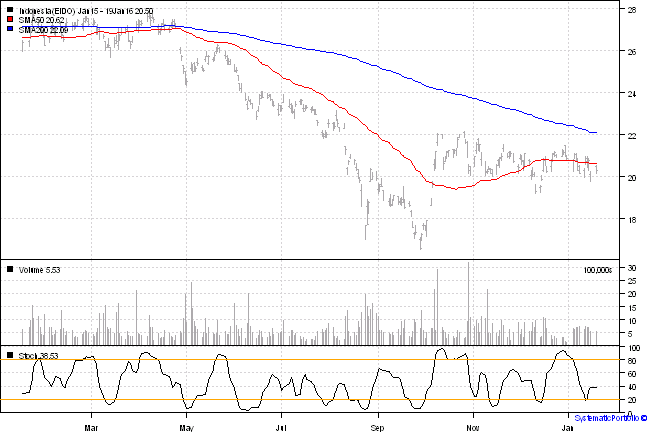 Indonesia(EIDO) Jan 15 - 19Jan16 20.50
SMA50 20.62
SMA200 22.09
28
26
24
22
20
18
Volume 5.53
100,000s
30
25
20
15
10
5
Stoch 38.53
100
80
60
40
20
0
Mar May Jul Sep Nov Jan
SystematicPortfolio ©